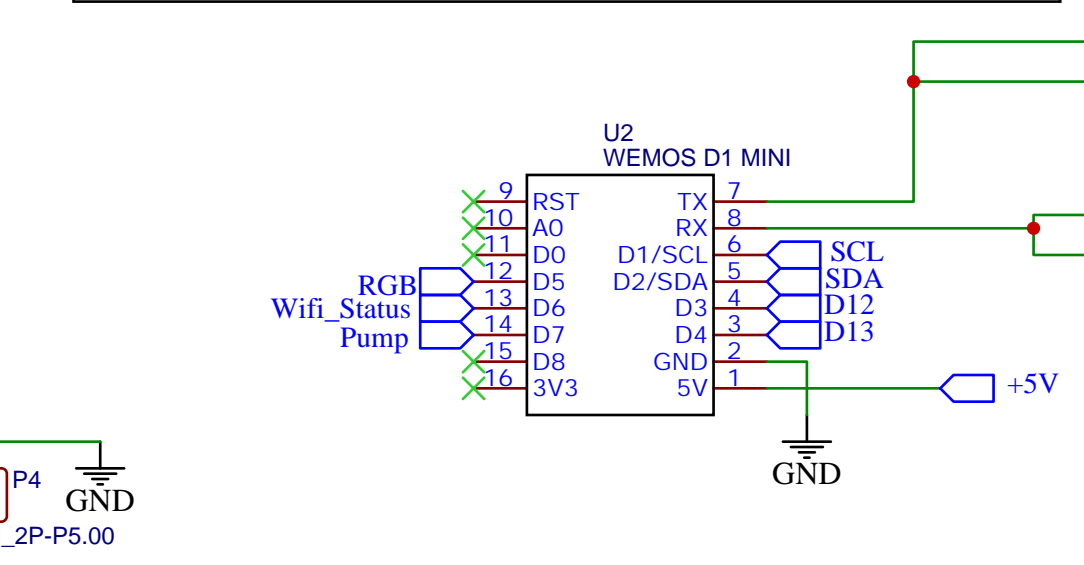 U2
WEMOS D1 MINI
9 RST TX 7
10 A0 RX 8
11 D0 D1/SCL 6 SCL
RGB 12 D5 D2/SDA 5 SDA
Wifi_Status 13 D6 D3 4 D12
Pump 14 D7 D4 3 D13
15 D8 GND 2
16 3V3 5V 1 +5V
GND
P4
GND
_2P-P5.00